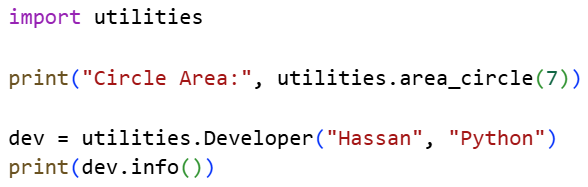 import utilities
print("Circle Area:", utilities.area_circle(7))
dev = utilities.Developer("Hassan", "Python")
print(dev.info())